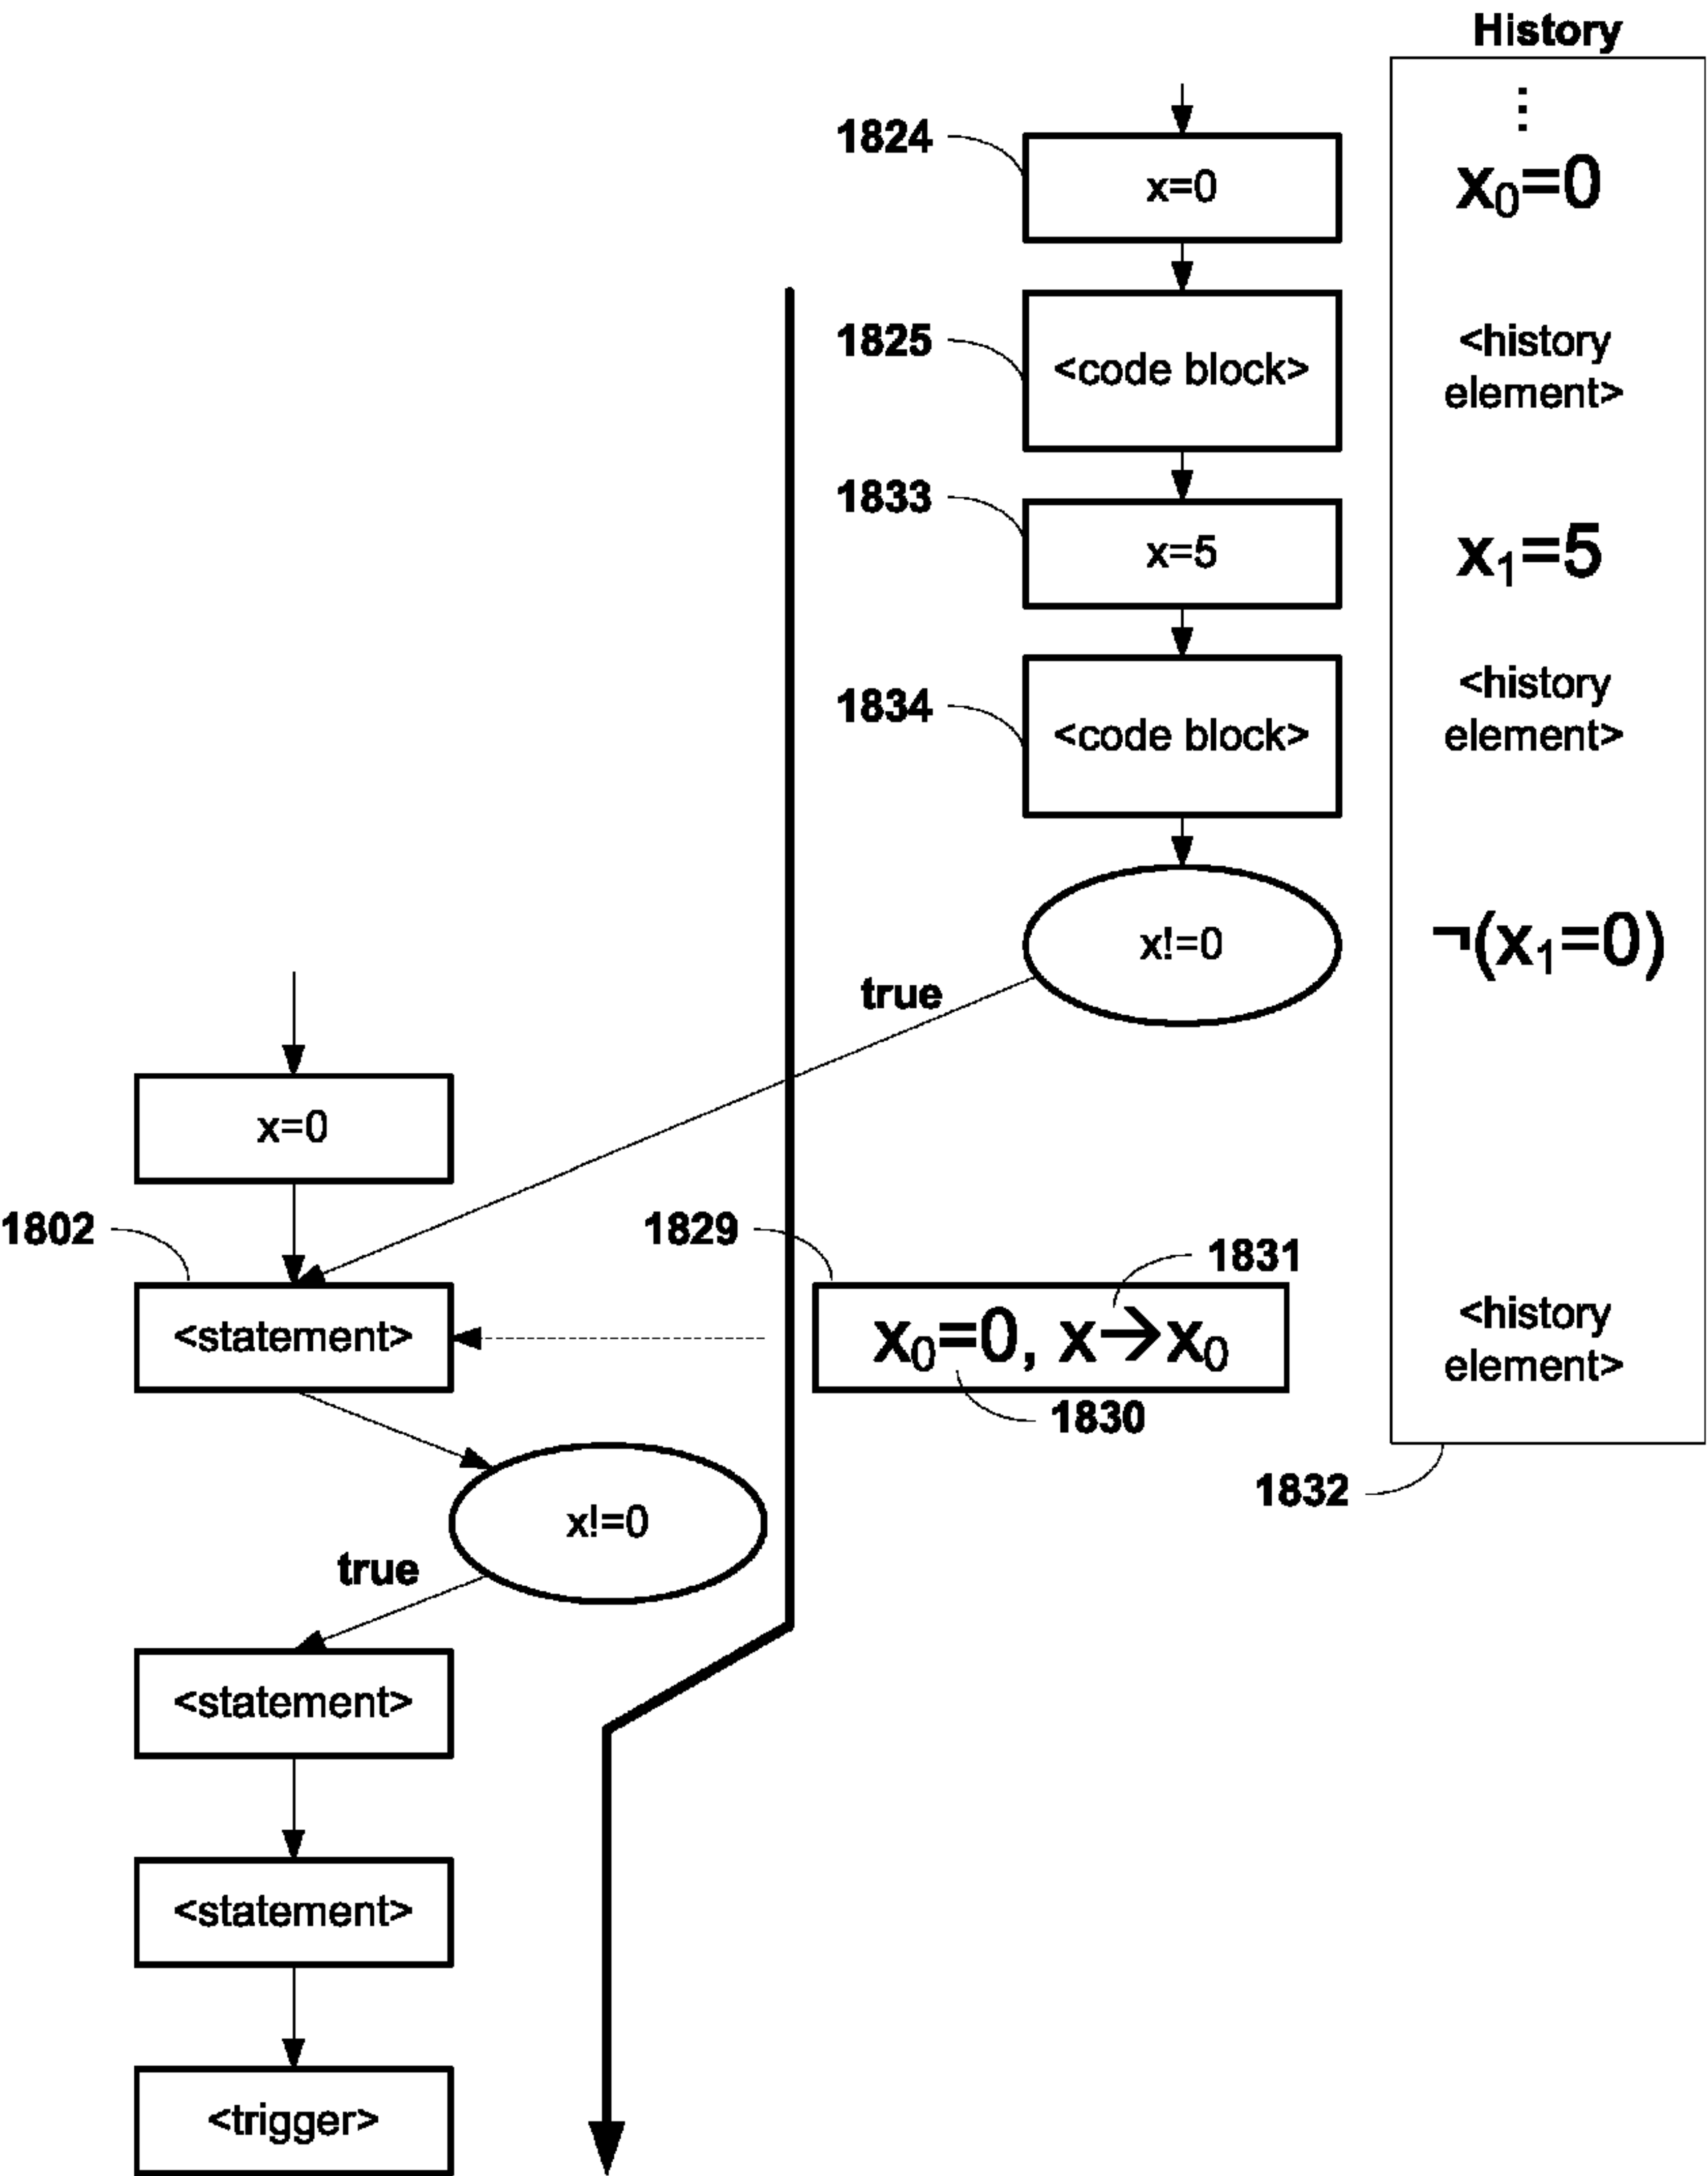 History
⋮
1824
x=0
x₀=0
1825
<code block>
<history
element>
1833
x=5
x₁=5
1834
<code block>
<history
element>
x!=0
¬(x₁=0)
true
x=0
1802
<statement>
1829
1831
x₀=0, x→x₀
1830
<history
element>
1832
x!=0
true
<statement>
<statement>
<trigger>